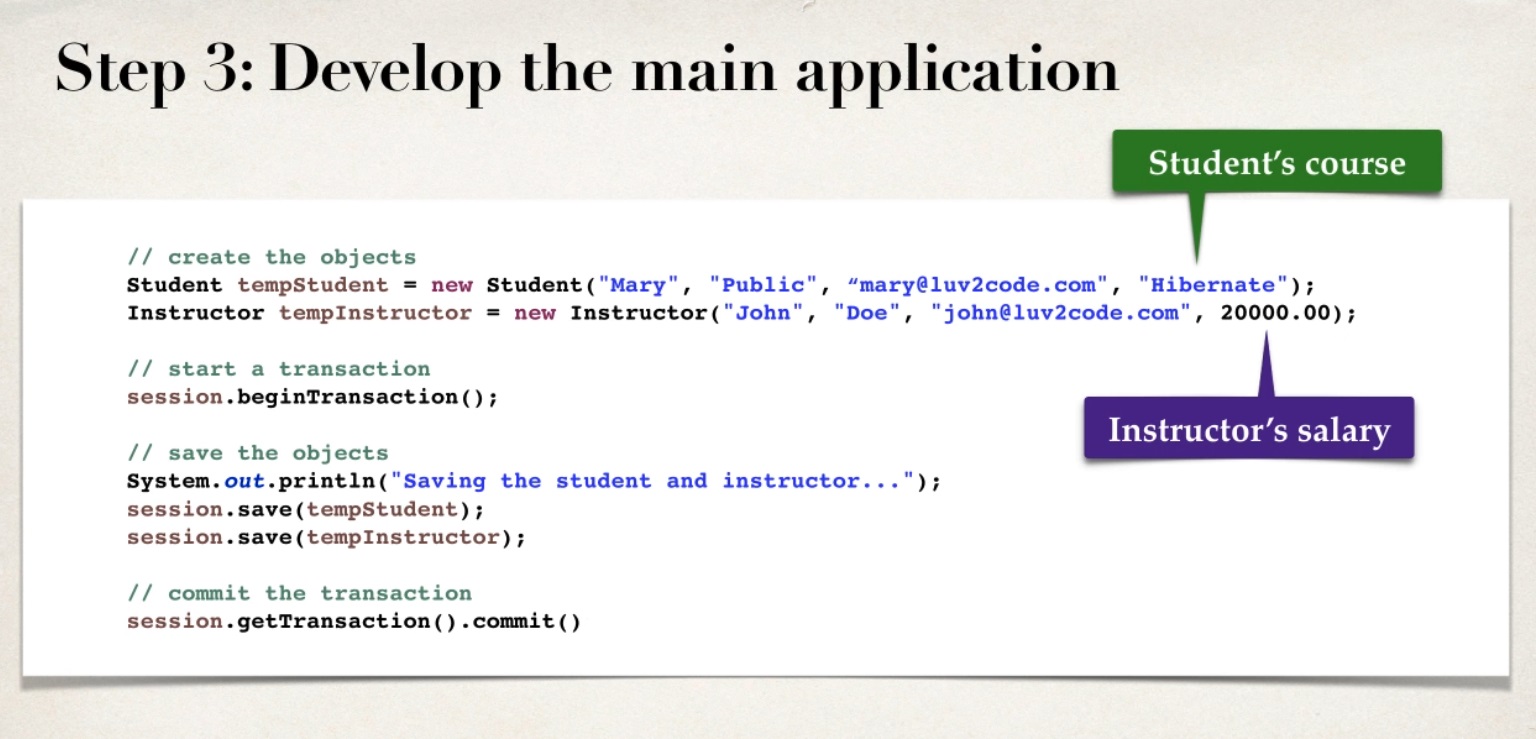 Step 3: Develop the main application
Student’s course
// create the objects
Student tempStudent = new Student("Mary", "Public", “mary@luv2code.com", "Hibernate");
Instructor tempInstructor = new Instructor("John", "Doe", "john@luv2code.com", 20000.00);
// start a transaction
session.beginTransaction();
Instructor’s salary
// save the objects
System.out.println("Saving the student and instructor...");
session.save(tempStudent);
session.save(tempInstructor);
// commit the transaction
session.getTransaction().commit()